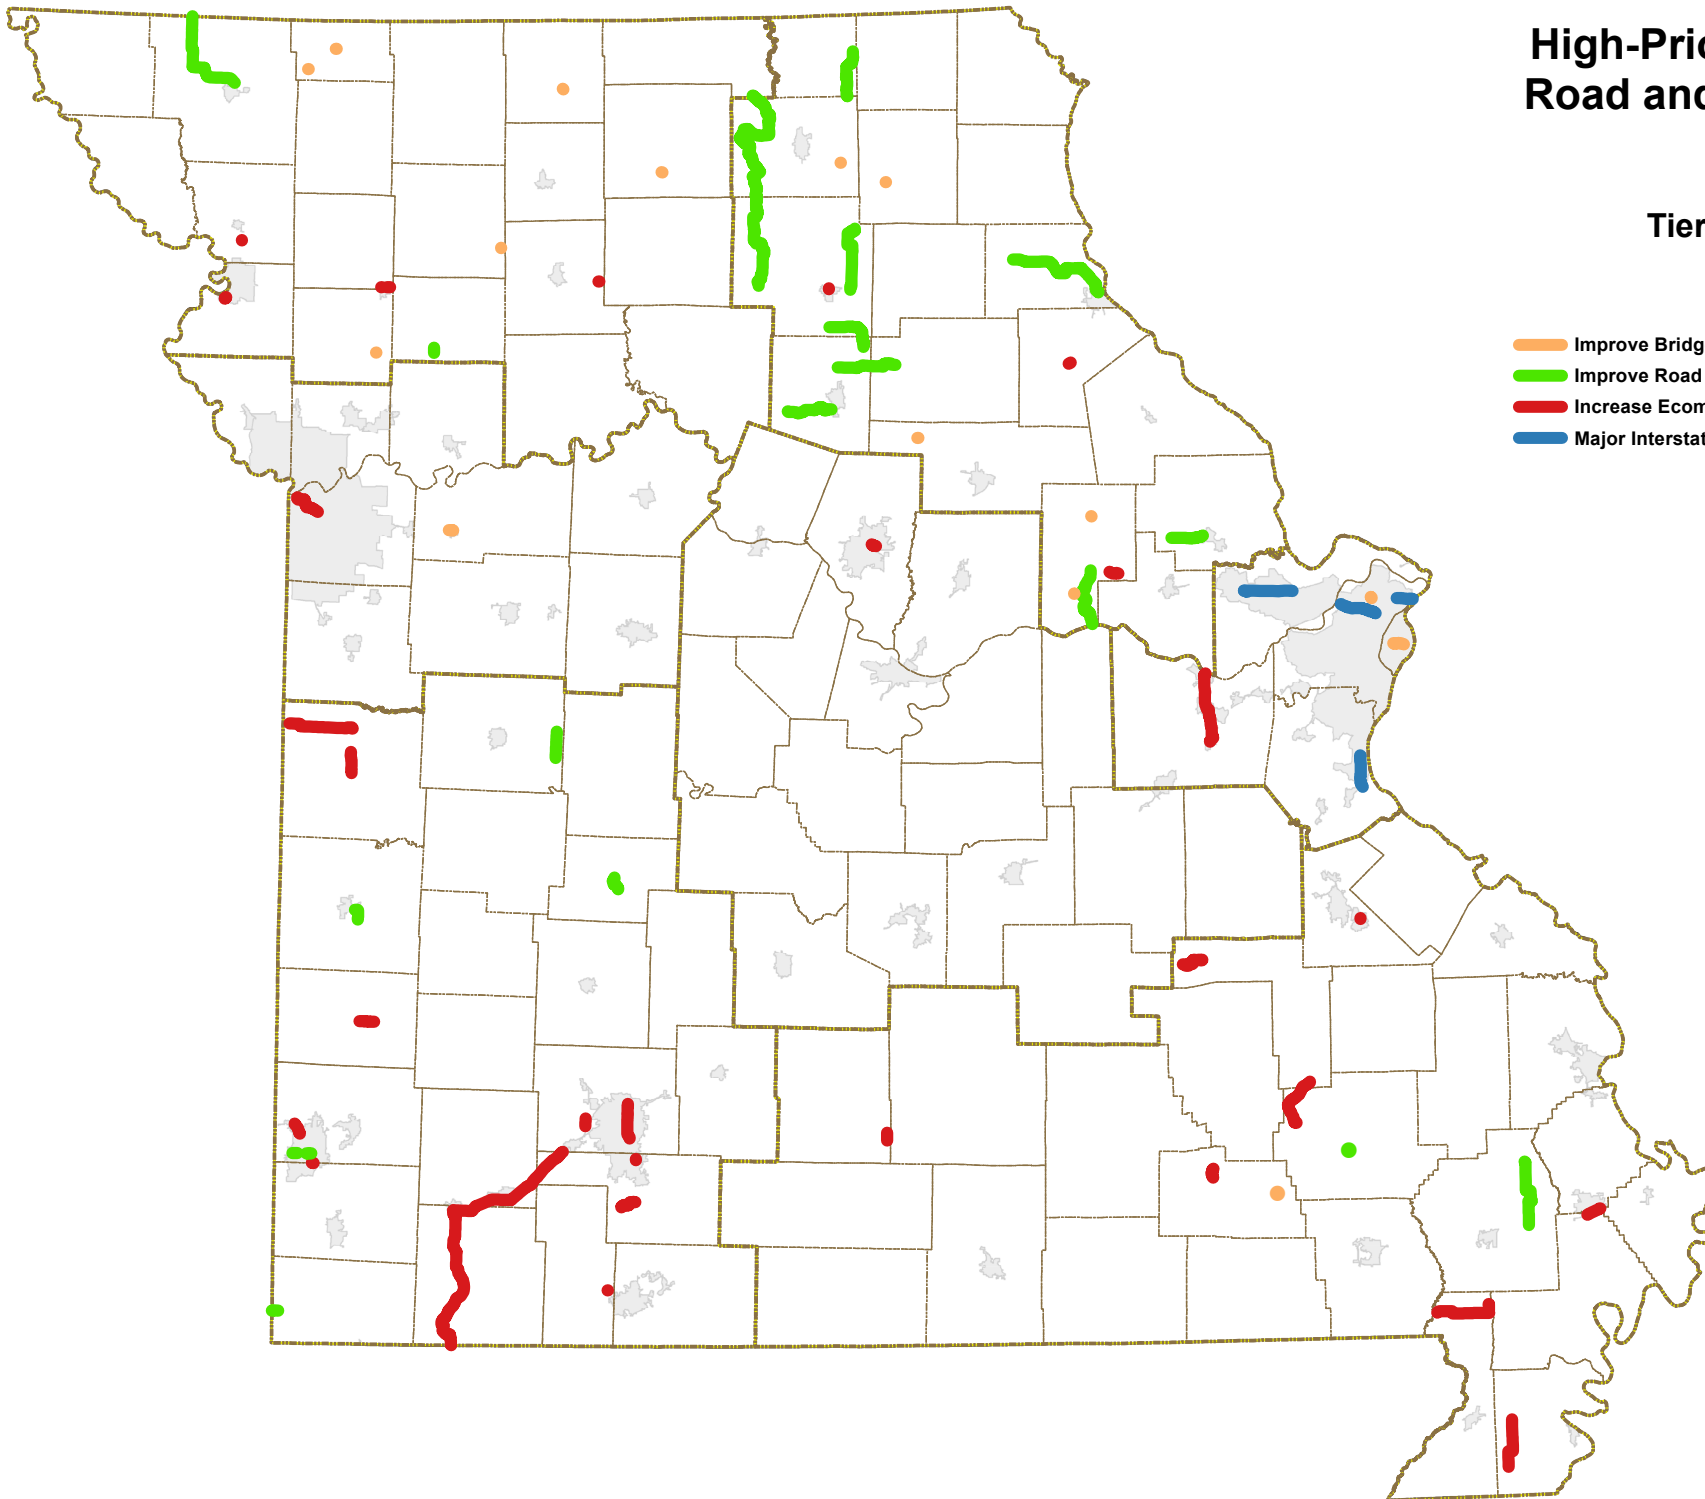 High-Pric
Road and
Tier
Improve Bridg
Improve Road
Increase Econ
Major Interstat